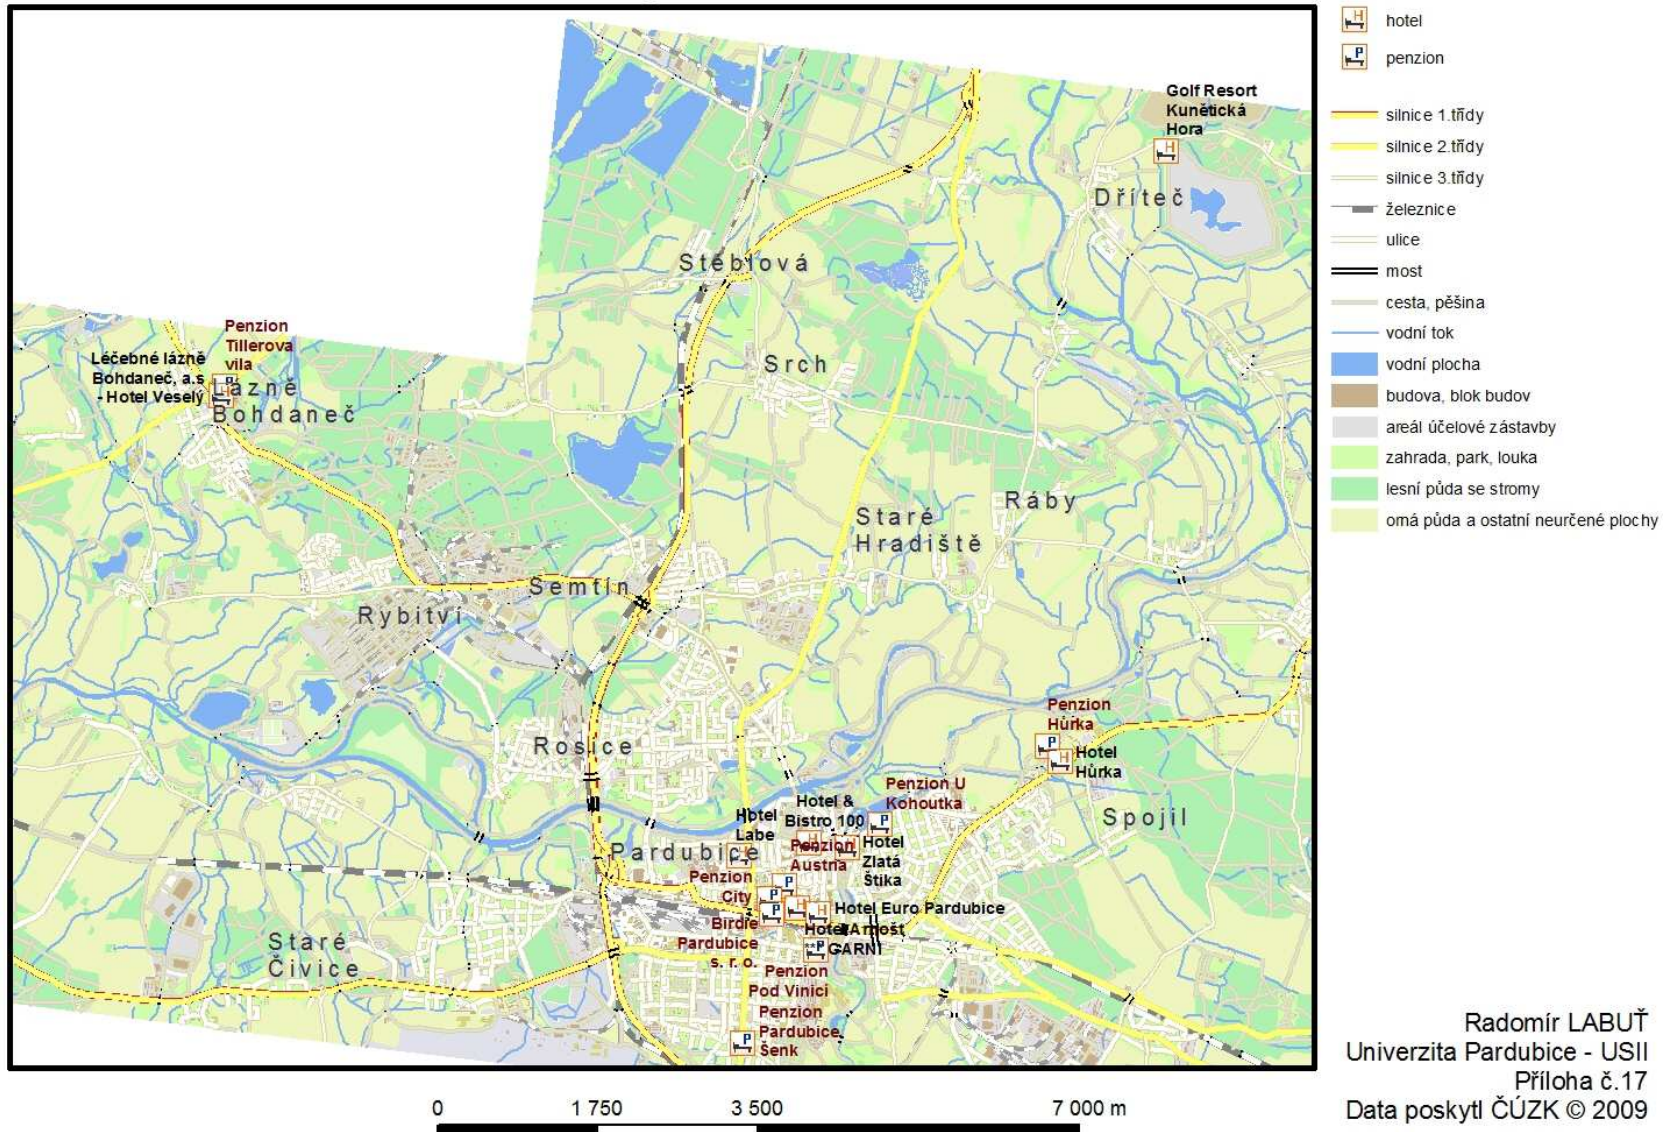 hotel
penzion
silnice 1.třídy
silnice 2.třídy
silnice 3.třídy
železnice
ulice
most
cesta, pěšina
vodní tok
vodní plocha
budova, blok budov
areál účelové zástavby
zahrada, park, louka
lesní půda se stromy
orná půda a ostatní neurčené plochy
Golf Resort
Kunětická
Hora
Dříteč
Stéblová
Penzion
Tillerova
vila
Léčebné lázně
Bohdaneč, a.s
- Hotel Veselý
Lázně
Bohdaneč
Srch
Ráby
Staré
Hradiště
Semtín
Rybitví
Rosice
Penzion
Hůrka
Hotel
Hůrka
Spojil
Penzion U
Kohoutka
Hotel &
Bistro 100
Hotel
Labe
Pardubice
Penzion
Austria
Hotel
Zlatá
Štika
Penzion
City
Hotel Euro Pardubice
Birdie
Pardubice
s. r. o.
Hotel Arnošt
GARNI
Staré
Čivice
Penzion
Pod Vinicí
Penzion
Pardubice,
Šenk
Radomír LABUŤ
Univerzita Pardubice - USII
Příloha č.17
Data poskytl ČÚZK © 2009
0 1 750 3 500 7 000 m